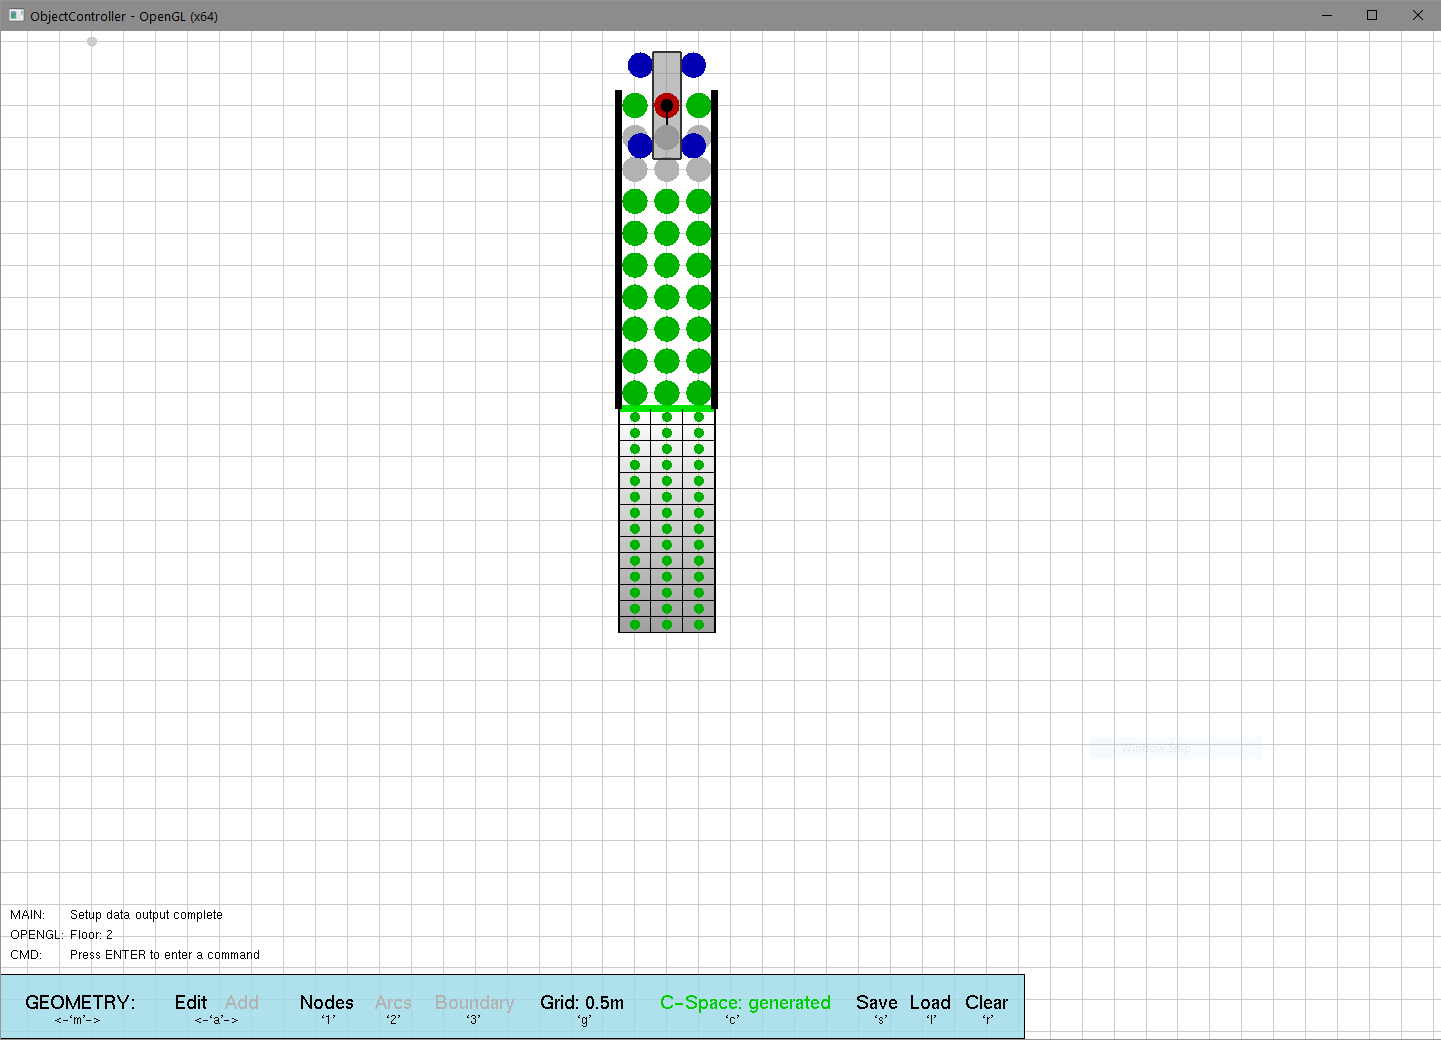 ObjectController - OpenGL (x64)
Window Snip
MAIN: Setup data output complete
OPENGL: Floor: 2
CMD: Press ENTER to enter a command
GEOMETRY: Edit Add Nodes Arcs Boundary Grid: 0.5m C-Space: generated Save Load Clear
<-'m'-> <-'a'-> '1' '2' '3' 'g' 'c' 's' 'l' 'r'